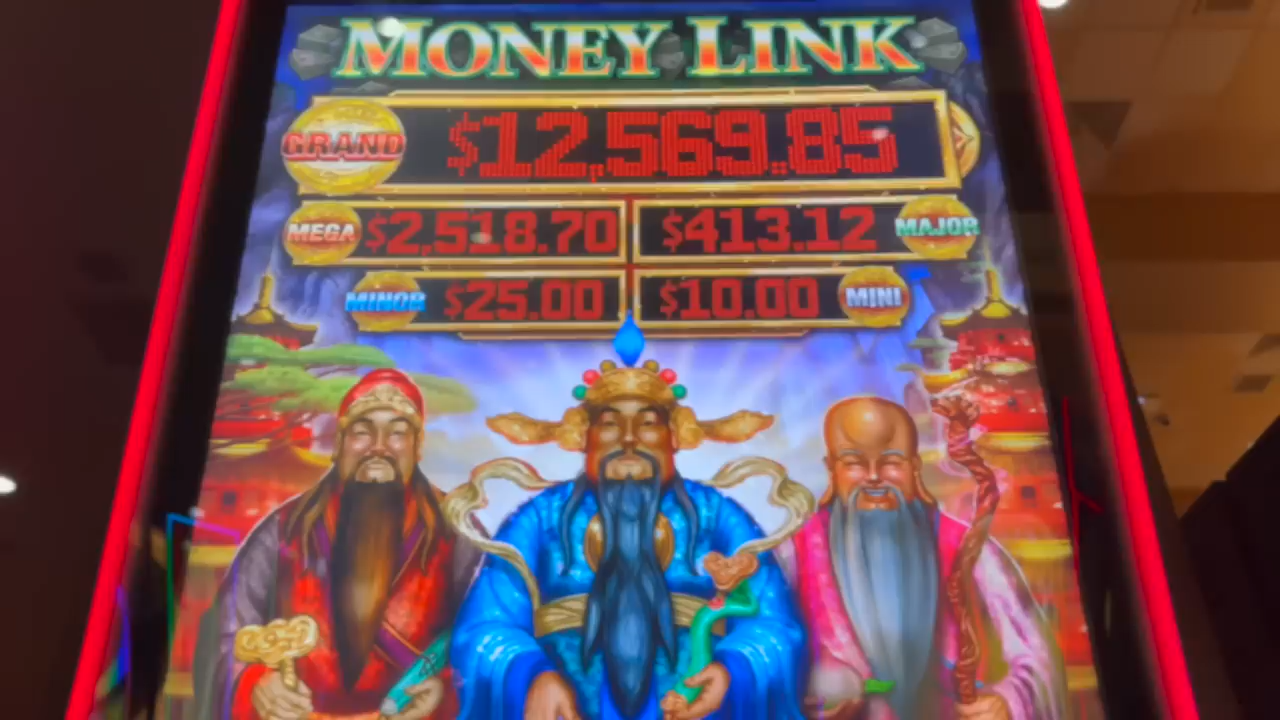 MONEY LINK
GRAND $12,569.85
MEGA $2,518.70 $413.12 MAJOR
MINOR $25.00 $10.00 MINI